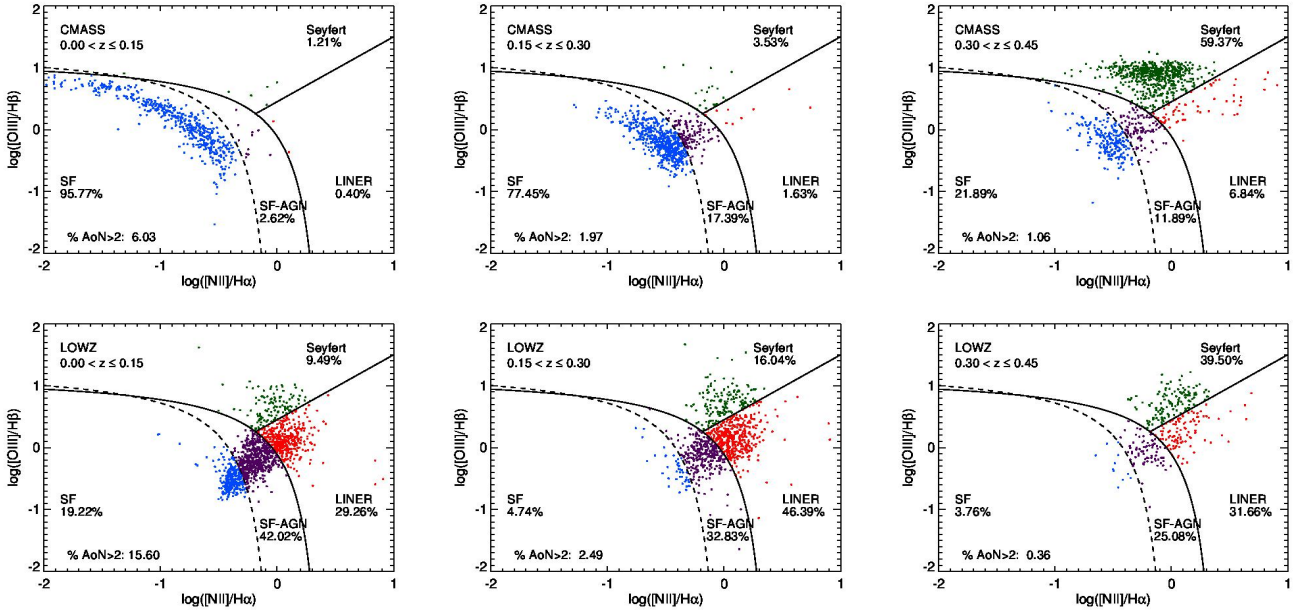 CMASS
0.00 < z ≤ 0.15
Seyfert
1.21%
SF
95.77%
LINER
0.40%
SF-AGN
2.62%
% AoN>2: 6.03
log([OIII]/Hβ)
2
1
0
-1
-2
-2
-1
0
1
log([NII]/Hα)
CMASS
0.15 < z ≤ 0.30
Seyfert
3.53%
SF
77.45%
LINER
1.63%
SF-AGN
17.39%
% AoN>2: 1.97
log([OIII]/Hβ)
2
1
0
-1
-2
-2
-1
0
1
log([NII]/Hα)
CMASS
0.30 < z ≤ 0.45
Seyfert
59.37%
SF
21.89%
LINER
6.84%
SF-AGN
11.89%
% AoN>2: 1.06
log([OIII]/Hβ)
2
1
0
-1
-2
-2
-1
0
1
log([NII]/Hα)
LOWZ
0.00 < z ≤ 0.15
Seyfert
9.49%
SF
19.22%
LINER
29.26%
SF-AGN
42.02%
% AoN>2: 15.60
log([OIII]/Hβ)
2
1
0
-1
-2
-2
-1
0
1
log([NII]/Hα)
LOWZ
0.15 < z ≤ 0.30
Seyfert
16.04%
SF
4.74%
LINER
46.39%
SF-AGN
32.83%
% AoN>2: 2.49
log([OIII]/Hβ)
2
1
0
-1
-2
-2
-1
0
1
log([NII]/Hα)
LOWZ
0.30 < z ≤ 0.45
Seyfert
39.50%
SF
3.76%
LINER
31.66%
SF-AGN
25.08%
% AoN>2: 0.36
log([OIII]/Hβ)
2
1
0
-1
-2
-2
-1
0
1
log([NII]/Hα)